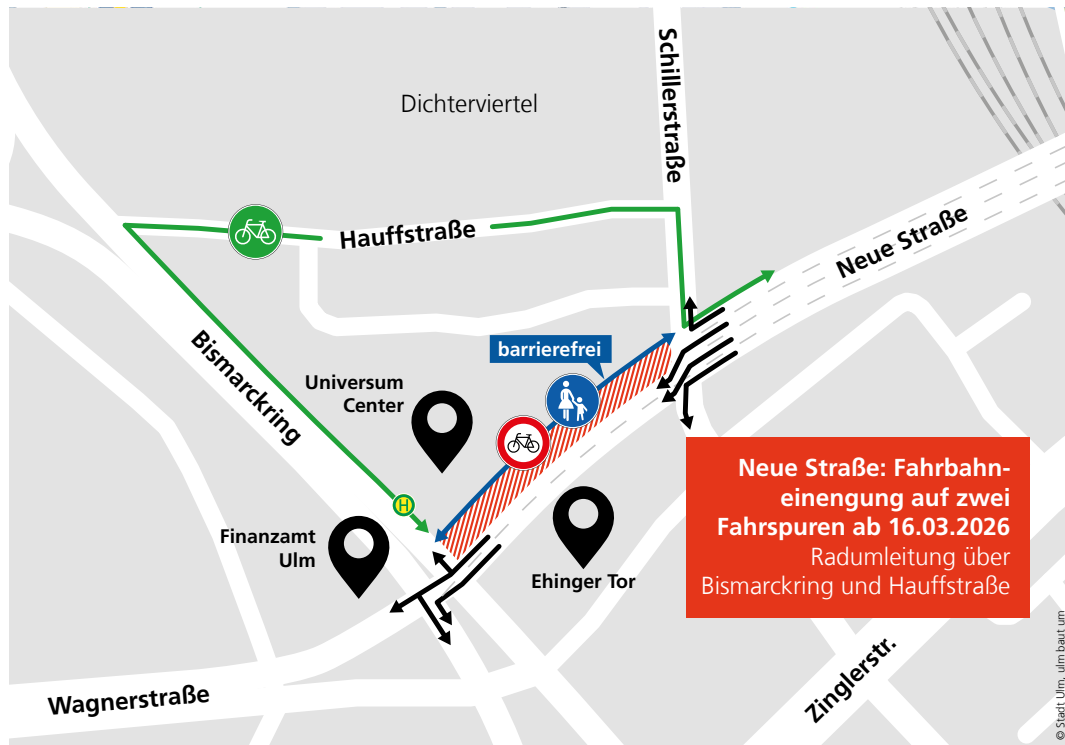 Schillerstraße
Dichterviertel
Hauffstraße
Neue Straße
Bismarckring
barrierefrei
Universum
Center
H
Finanzamt
Ulm
Ehinger Tor
Neue Straße: Fahrbahn-
einengung auf zwei
Fahrspuren ab 16.03.2026
Radumleitung über
Bismarckring und Hauffstraße
Wagnerstraße
Zinglerstr.
© Stadt Ulm, ulm baut um